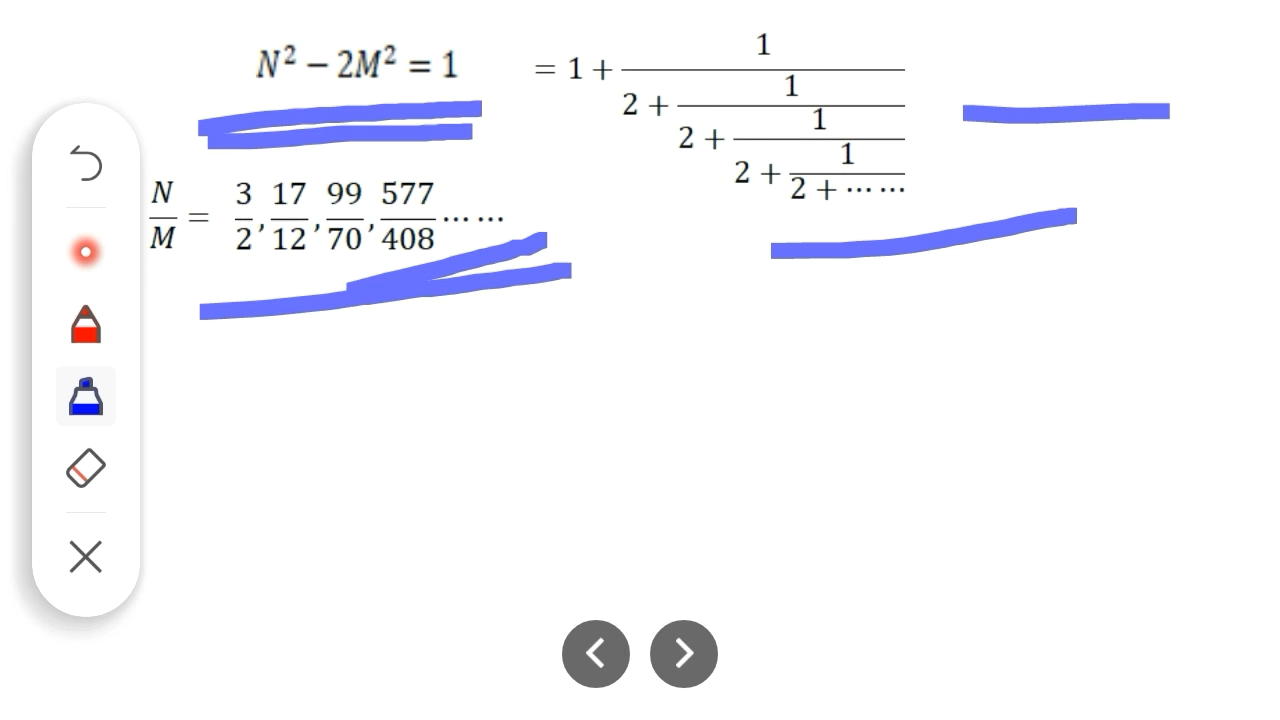 N² − 2M² = 1
= 1 + 1
2 + 1
2 + 1
2 + 1
2 + ⋯ ⋯
N/M = 3/2, 17/12, 99/70, 577/408 ⋯ ⋯